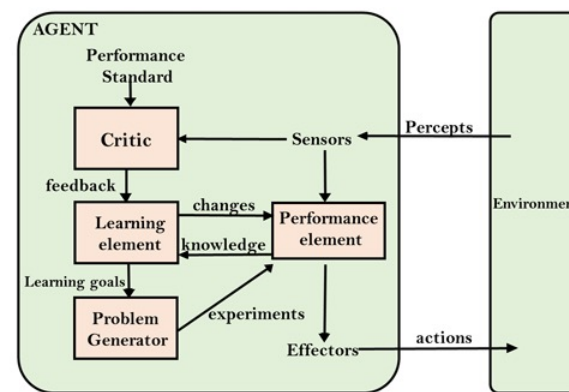 AGENT
Performance
Standard
Critic
Sensors
Percepts
feedback
changes
Learning
element
Performance
element
knowledge
Environmen
Learning goals
Problem
Generator
experiments
Effectors
actions